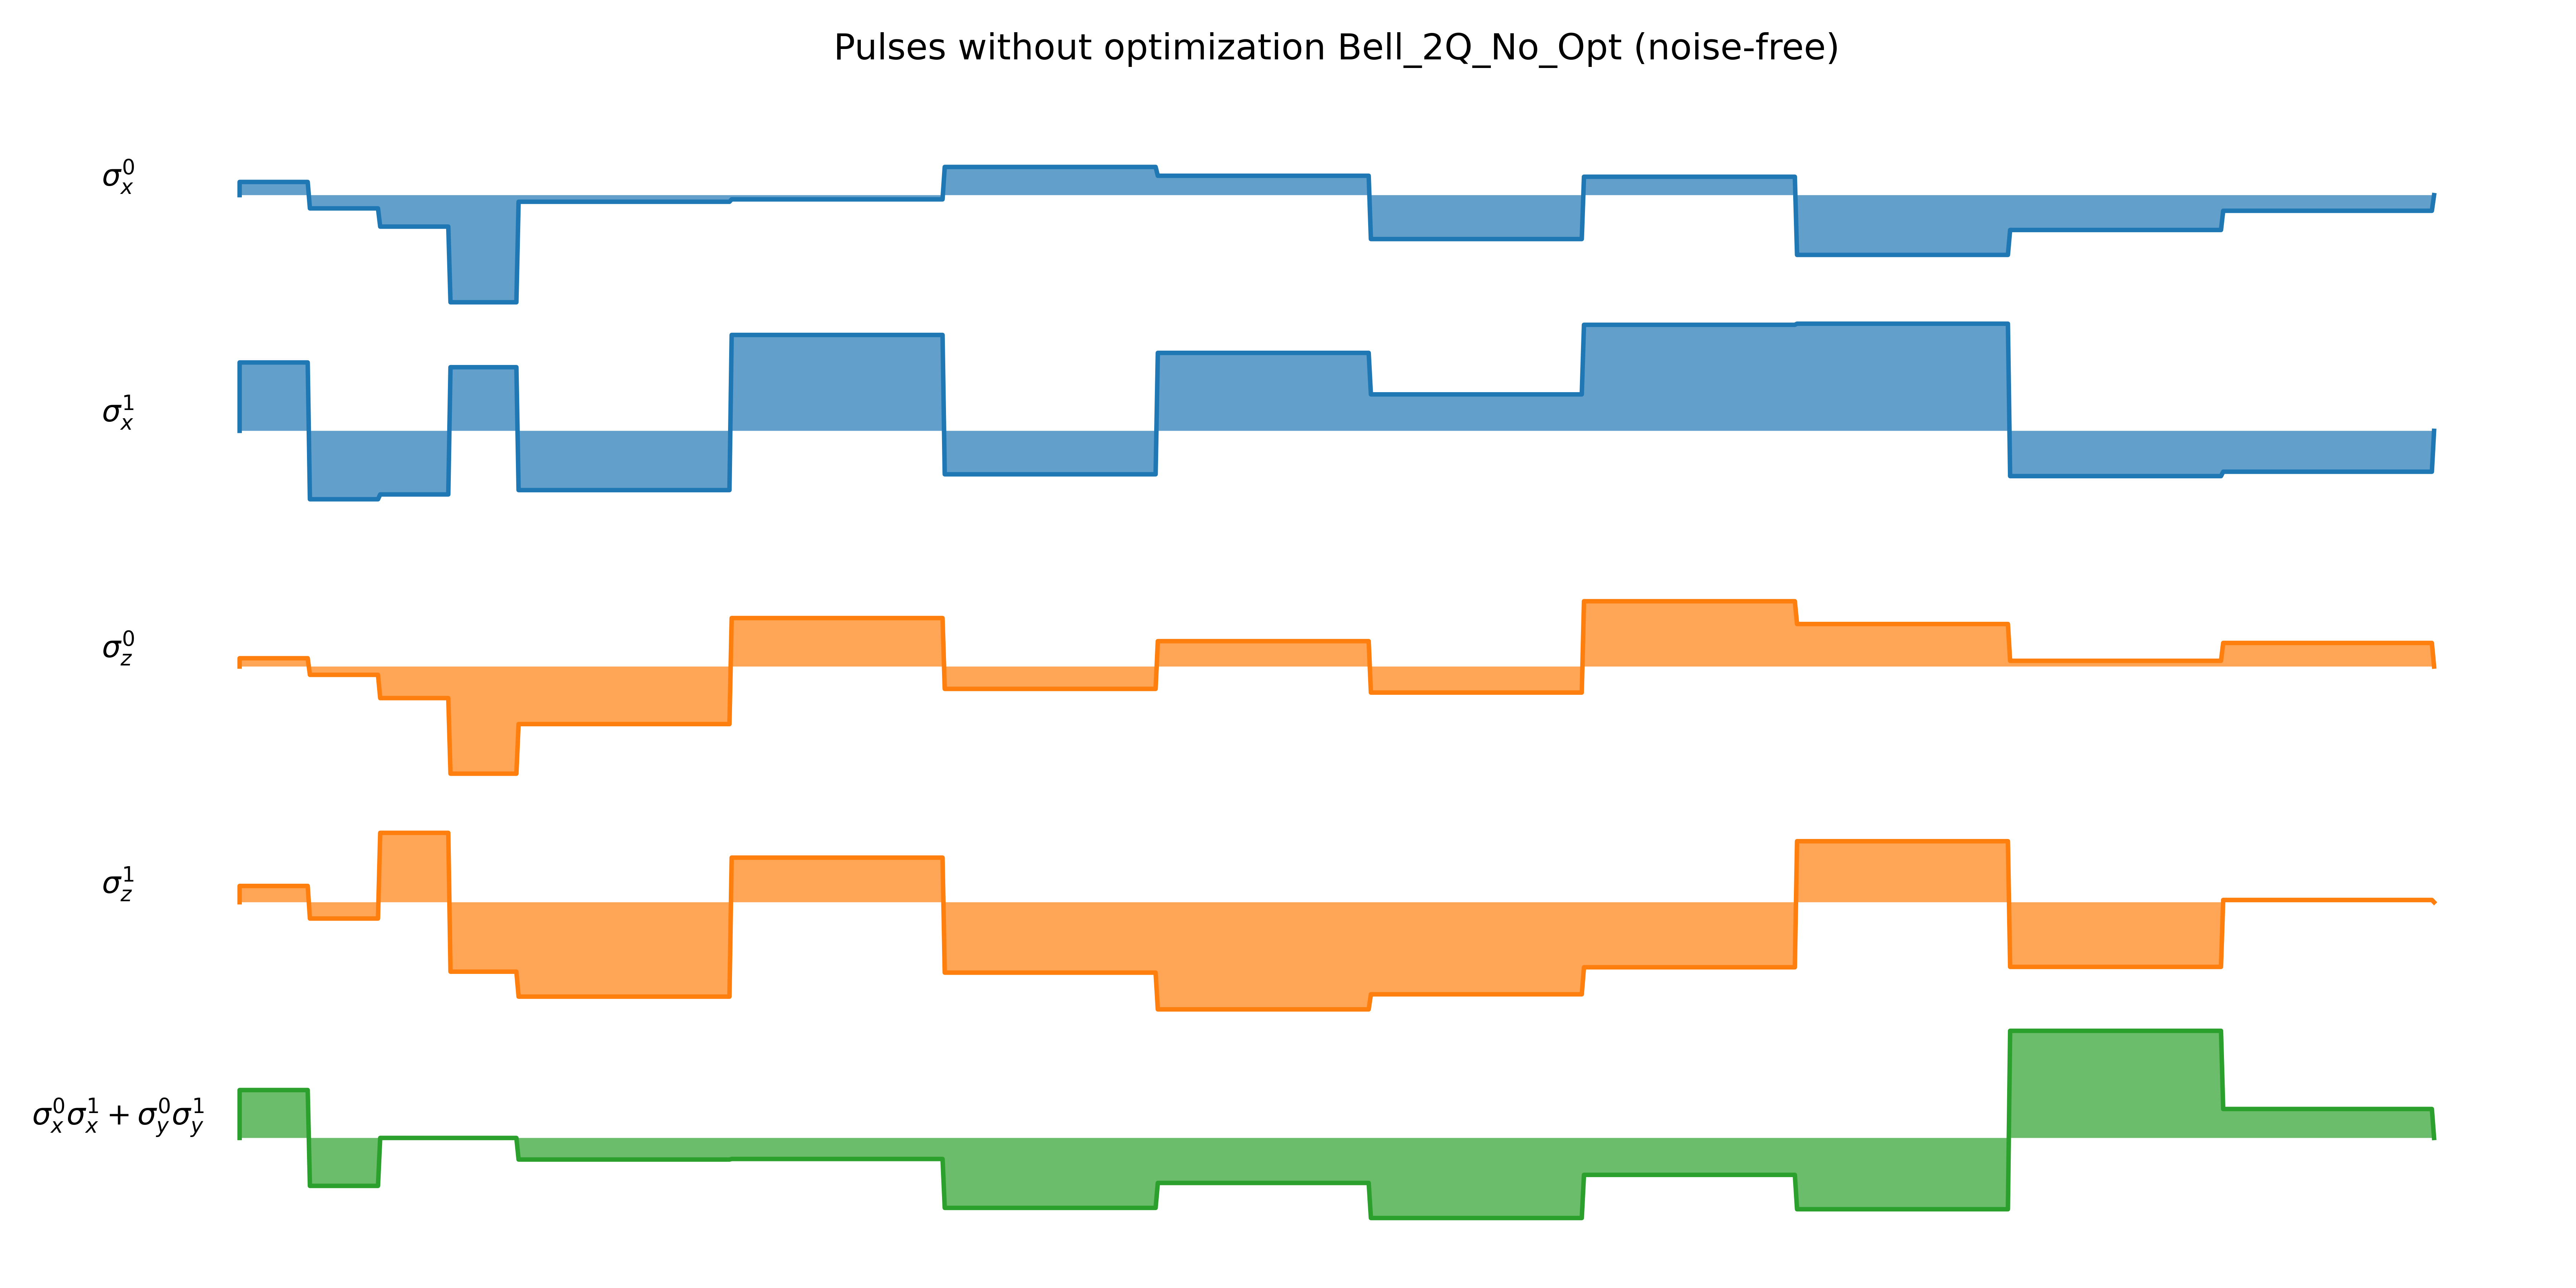 Pulses without optimization Bell_2Q_No_Opt (noise-free)
σ_x^0
σ_x^1
σ_z^0
σ_z^1
σ_x^0σ_x^1 + σ_y^0σ_y^1